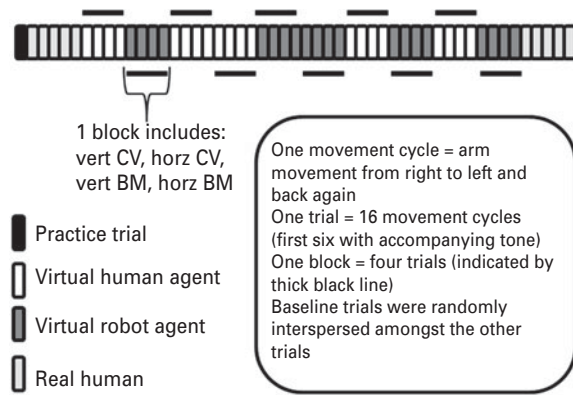 1 block includes:
vert CV, horz CV,
vert BM, horz BM
Practice trial
Virtual human agent
Virtual robot agent
Real human
One movement cycle = arm
movement from right to left and
back again
One trial = 16 movement cycles
(first six with accompanying tone)
One block = four trials (indicated by
thick black line)
Baseline trials were randomly
interspersed amongst the other
trials